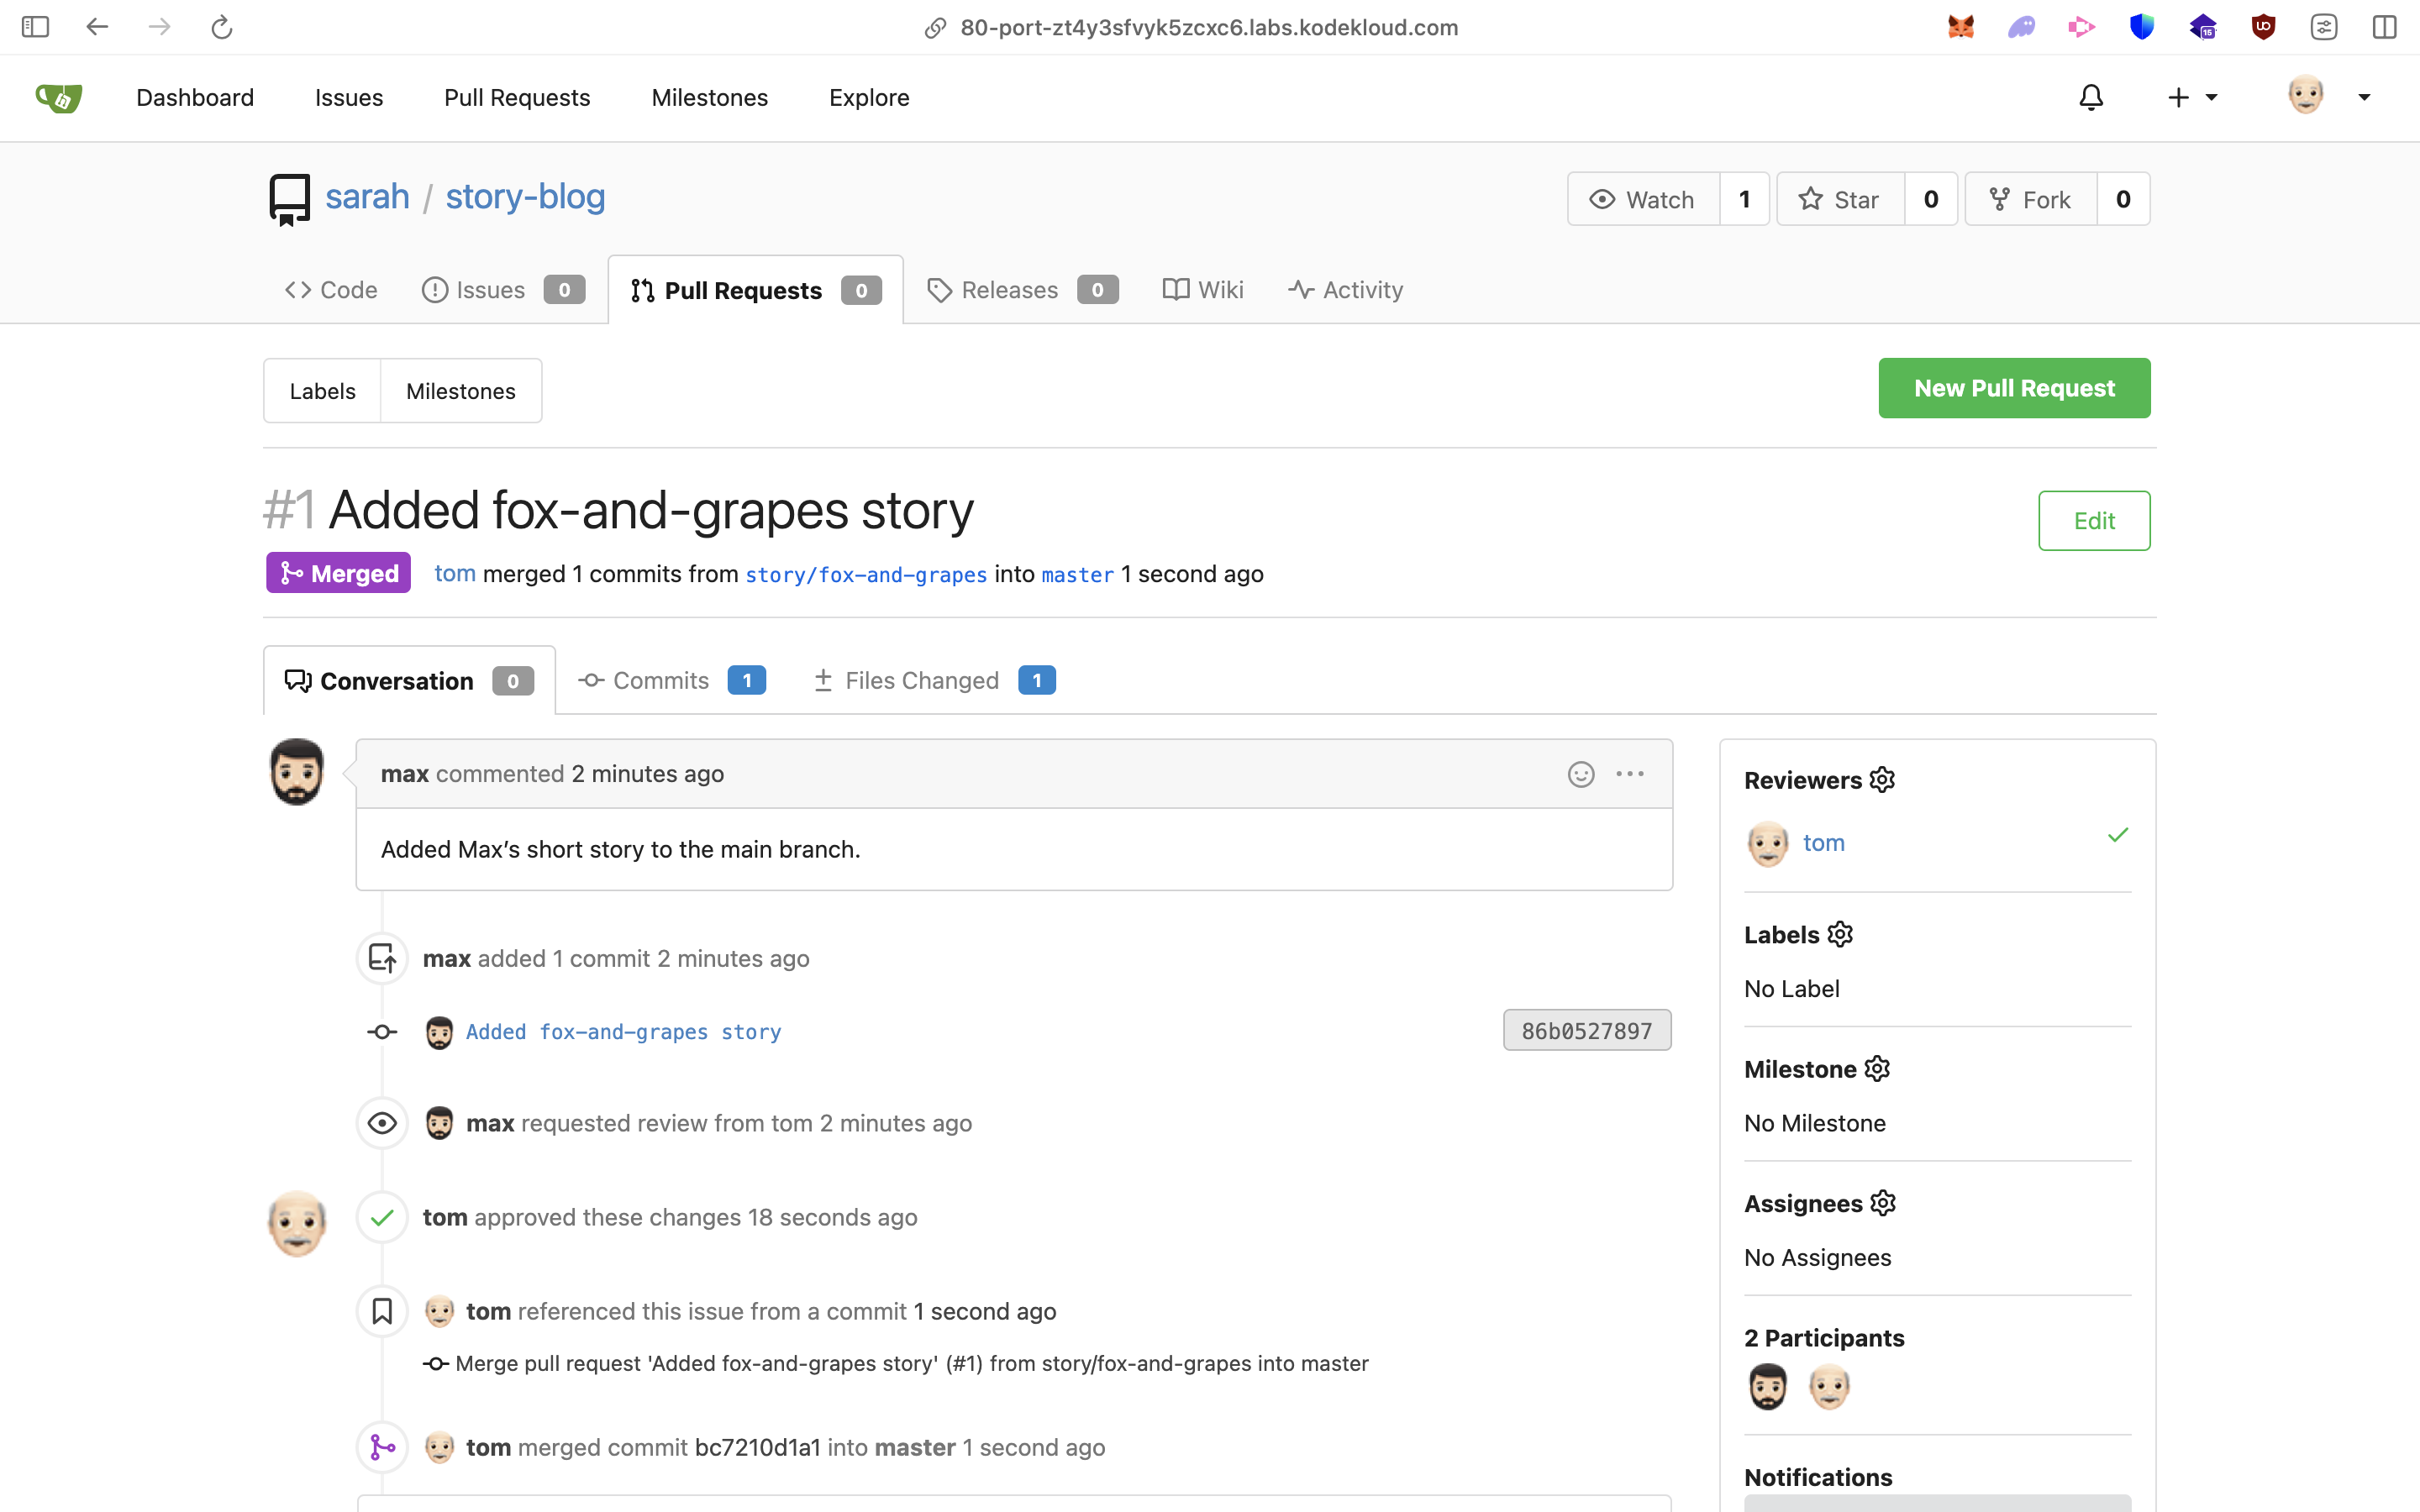 80-port-zt4y3sfvyk5zcxc6.labs.kodekloud.com
15
Dashboard Issues Pull Requests Milestones Explore
sarah / story-blog
Watch 1 Star 0 Fork 0
Code Issues 0 Pull Requests 0 Releases 0 Wiki Activity
Labels Milestones
New Pull Request
#1 Added fox-and-grapes story
Edit
Merged tom merged 1 commits from story/fox-and-grapes into master 1 second ago
Conversation 0 Commits 1 Files Changed 1
max commented 2 minutes ago
Added Max’s short story to the main branch.
max added 1 commit 2 minutes ago
Added fox-and-grapes story 86b0527897
max requested review from tom 2 minutes ago
tom approved these changes 18 seconds ago
tom referenced this issue from a commit 1 second ago
Merge pull request 'Added fox-and-grapes story' (#1) from story/fox-and-grapes into master
tom merged commit bc7210d1a1 into master 1 second ago
Reviewers
tom
Labels
No Label
Milestone
No Milestone
Assignees
No Assignees
2 Participants
Notifications